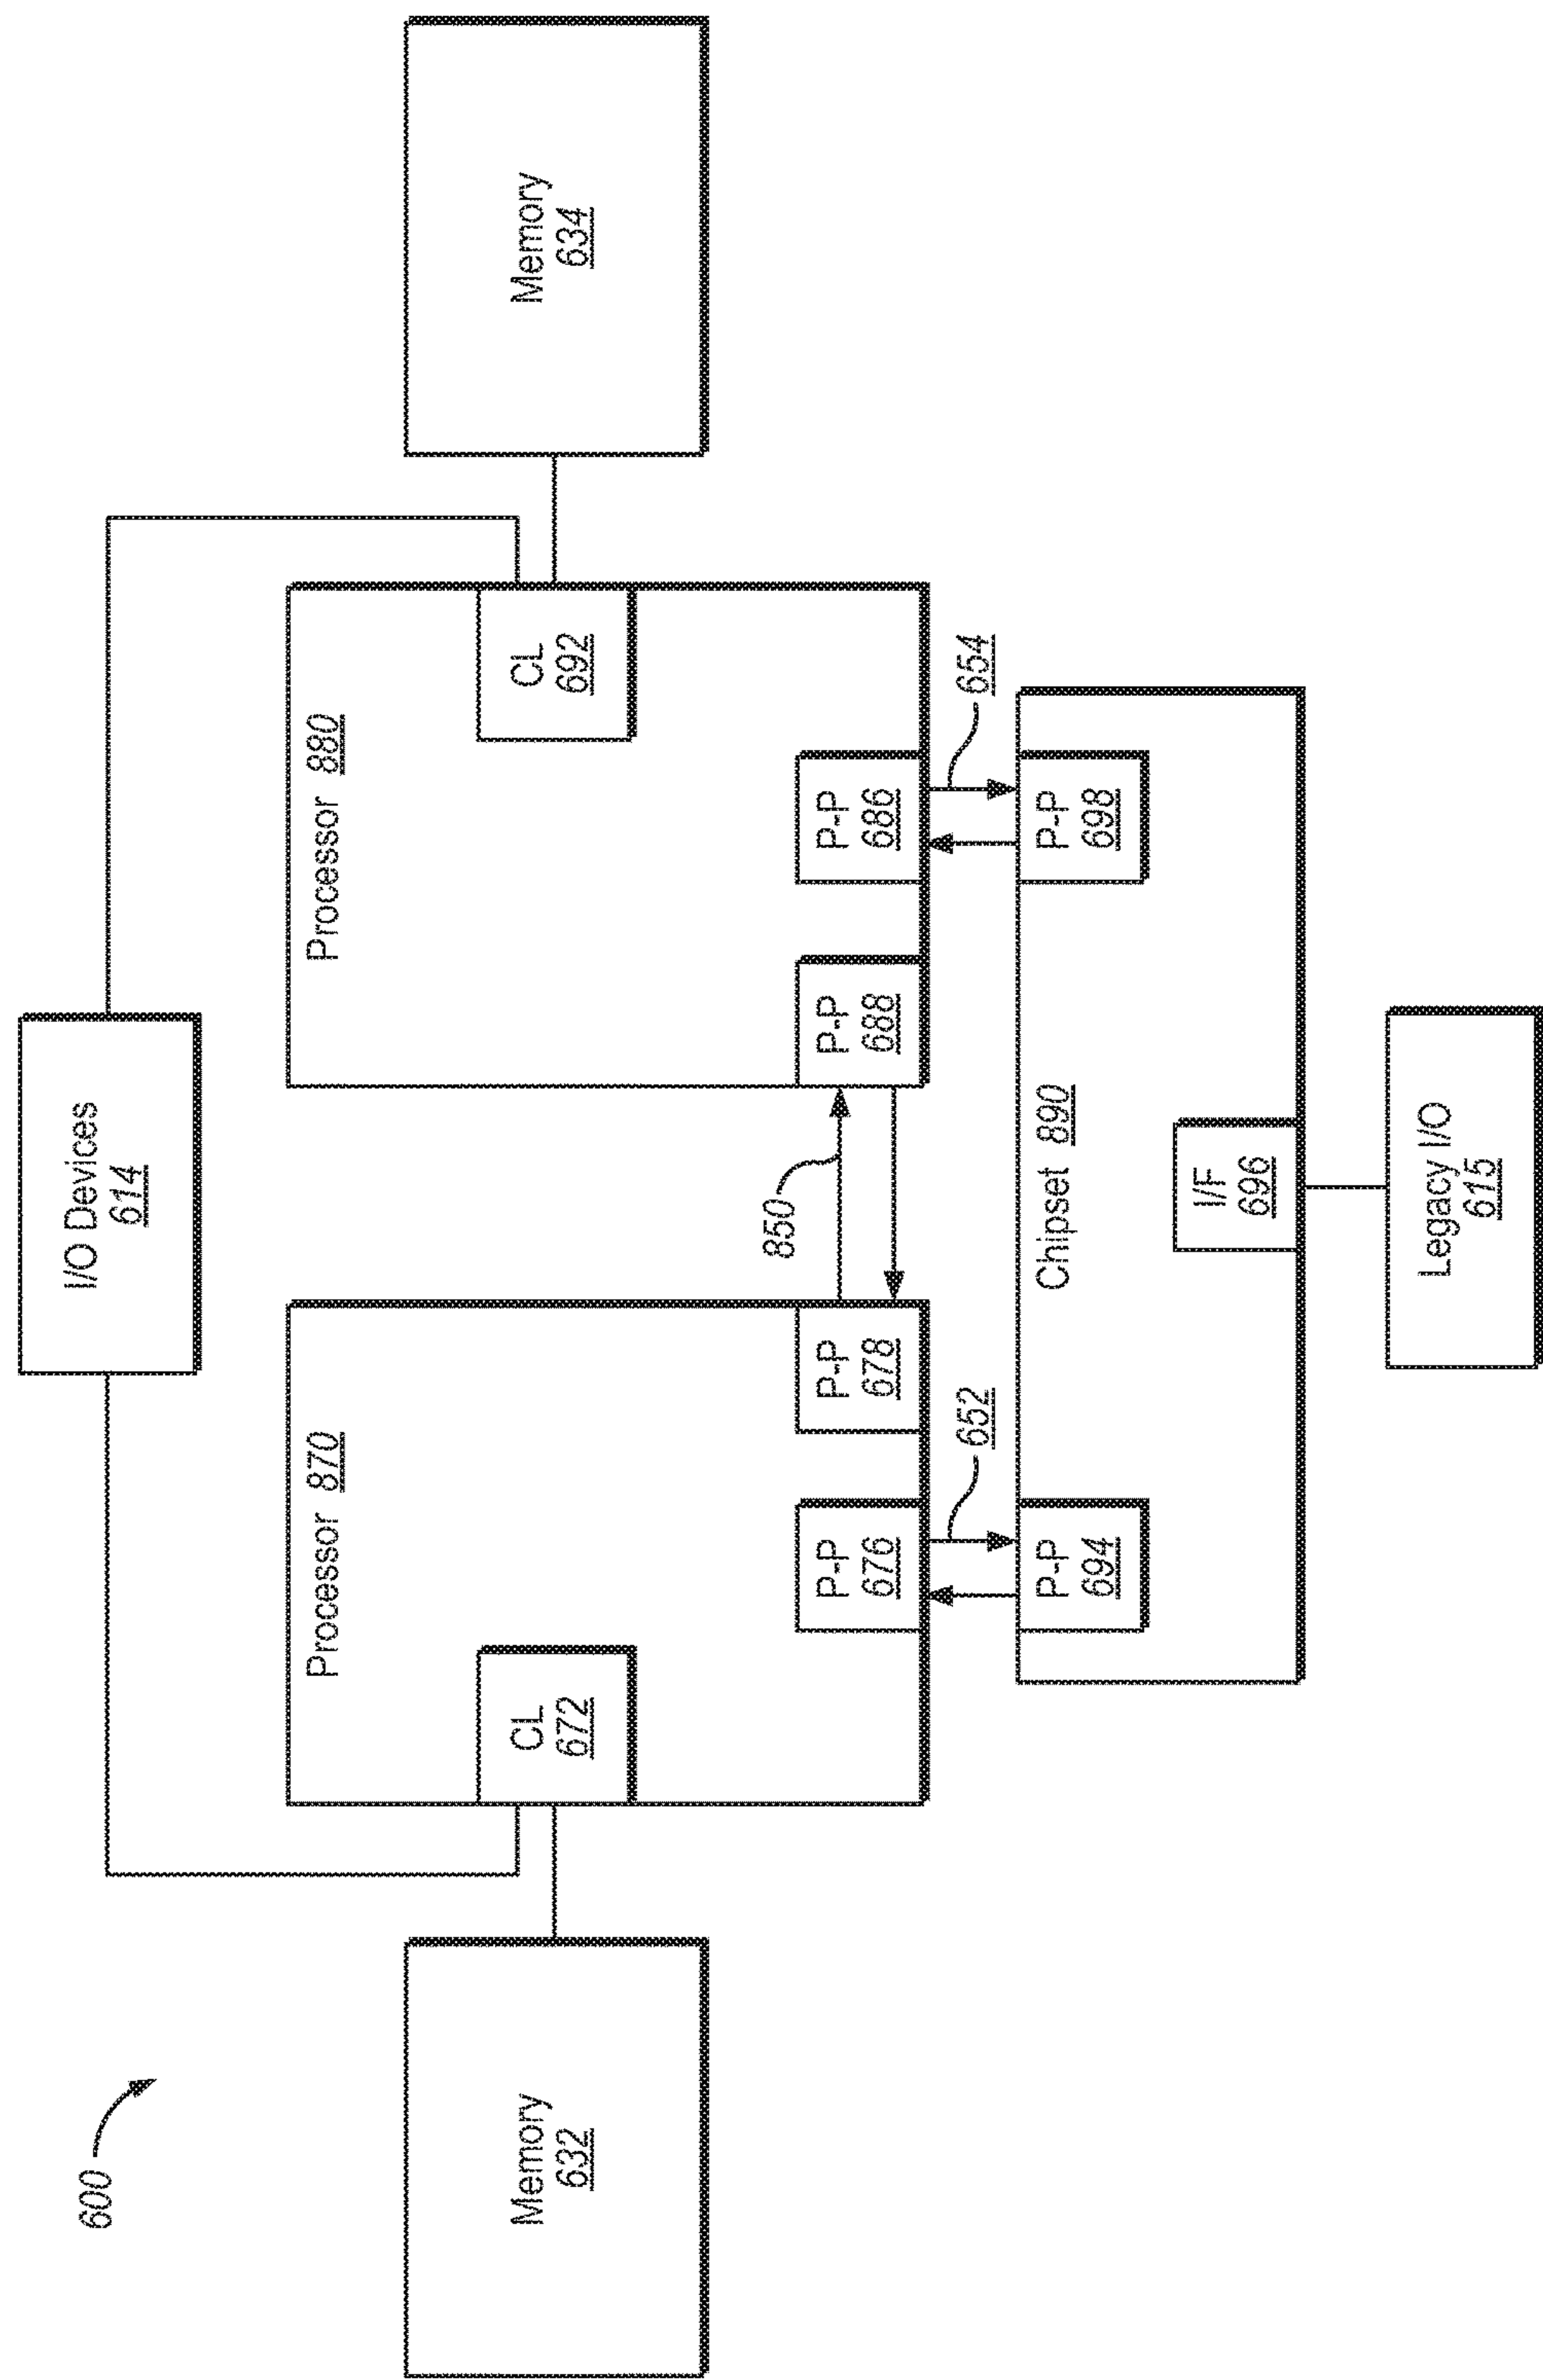 600
I/O Devices
614
Memory
632
Processor 870
CL
672
P-P
676
P-P
678
850
Processor 880
CL
692
P-P
688
P-P
686
Memory
634
652
654
P-P
694
Chipset 890
P-P
698
I/F
696
Legacy I/O
615